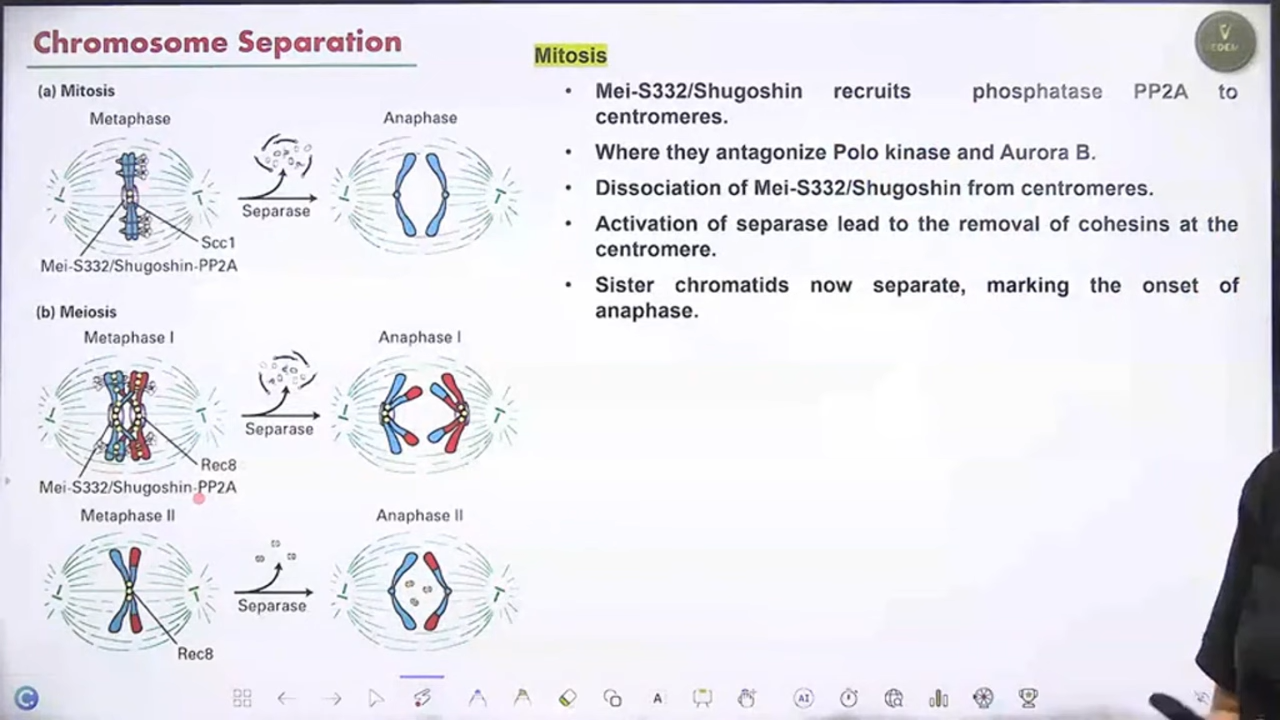 Chromosome Separation
(a) Mitosis
Metaphase
Anaphase
Separase
Scc1
Mei-S332/Shugoshin-PP2A
(b) Meiosis
Metaphase I
Anaphase I
Separase
Rec8
Mei-S332/Shugoshin-PP2A
Metaphase II
Anaphase II
Separase
Rec8
Mitosis
• Mei-S332/Shugoshin recruits phosphatase PP2A to
centromeres.
• Where they antagonize Polo kinase and Aurora B.
• Dissociation of Mei-S332/Shugoshin from centromeres.
• Activation of separase lead to the removal of cohesins at the
centromere.
• Sister chromatids now separate, marking the onset of
anaphase.
VEDEMY
A
AI